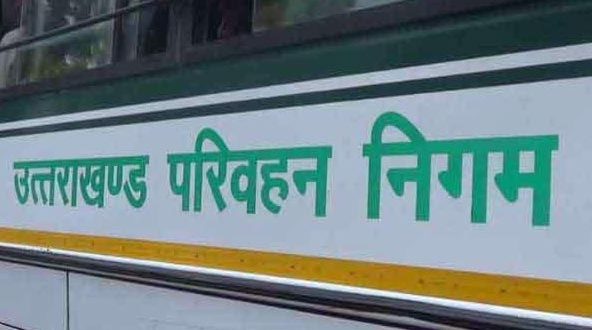 उत्तराखण्ड परिवहन निगम